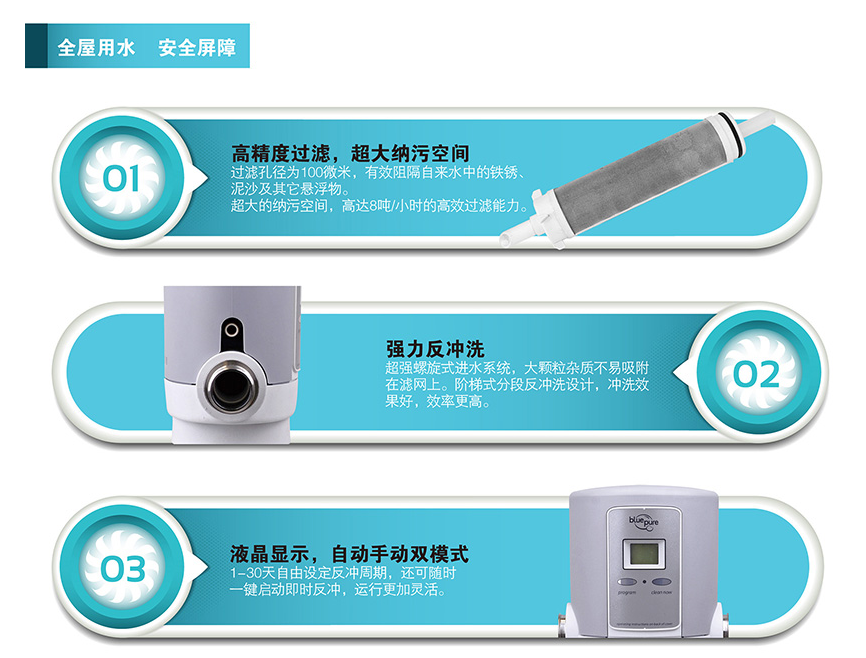 全屋用水 安全屏障
01
高精度过滤，超大纳污空间
过滤孔径为100微米，有效阻隔自来水中的铁锈、
泥沙及其它悬浮物。
超大的纳污空间，高达8吨/小时的高效过滤能力。
强力反冲洗
超强螺旋式进水系统，大颗粒杂质不易吸附
在滤网上。阶梯式分段反冲洗设计，冲洗效
果好，效率更高。
02
03
液晶显示，自动手动双模式
1-30天自由设定反冲周期，还可随时
一键启动即时反冲，运行更加灵活。
bluepure
program clean now